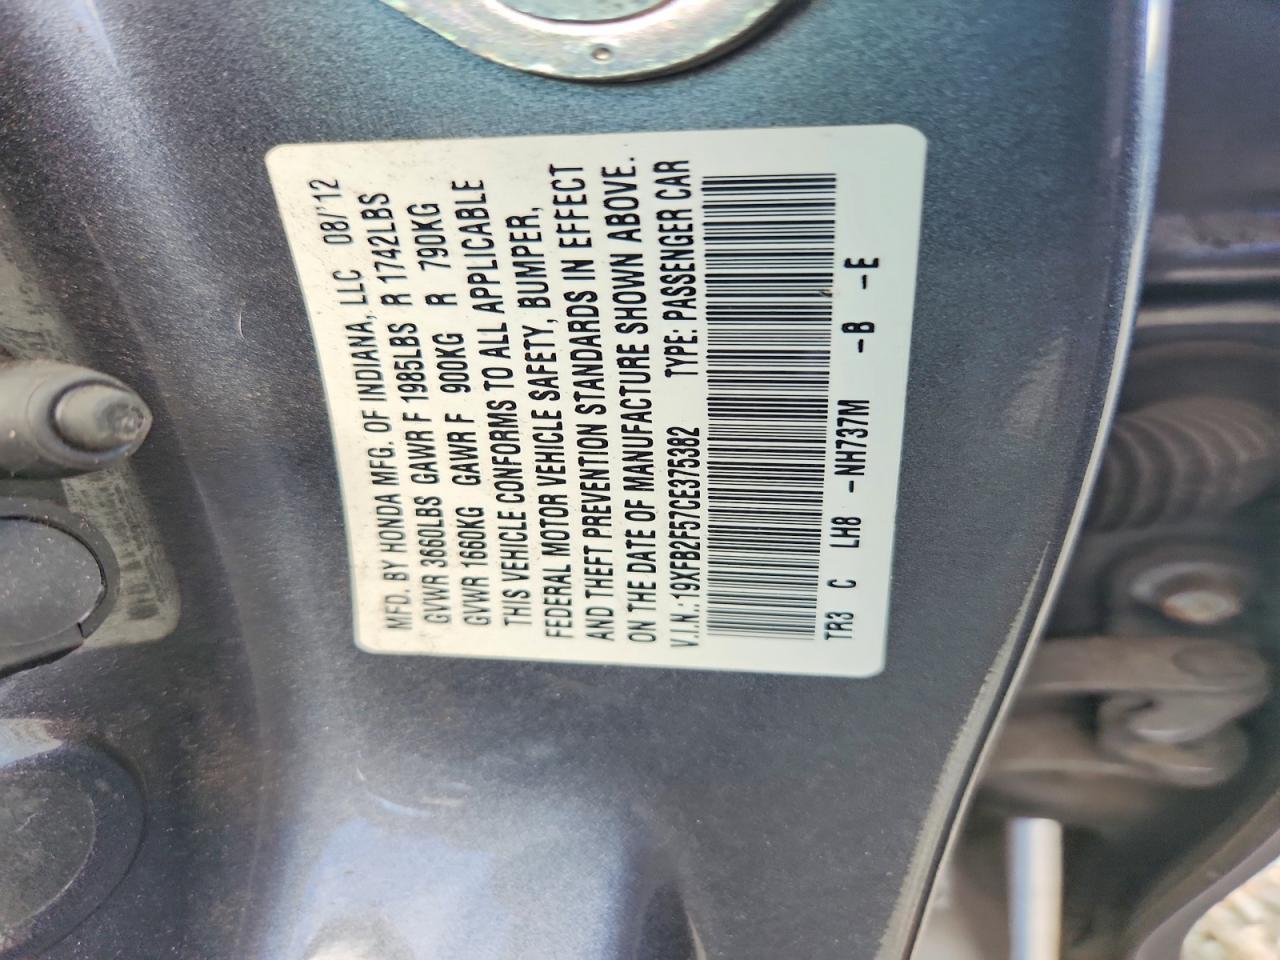 MFD. BY HONDA MFG. OF INDIANA, LLC 08/'12
GVWR 3660LBS GAWR F 1985LBS R 1742LBS
GVWR 1660KG GAWR F 900KG R 790KG
THIS VEHICLE CONFORMS TO ALL APPLICABLE
FEDERAL MOTOR VEHICLE SAFETY, BUMPER,
AND THEFT PREVENTION STANDARDS IN EFFECT
ON THE DATE OF MANUFACTURE SHOWN ABOVE.
V.I.N.: 19XFB2F57CE375382 TYPE: PASSENGER CAR
TR3 C LH8 -NH737M -B -E